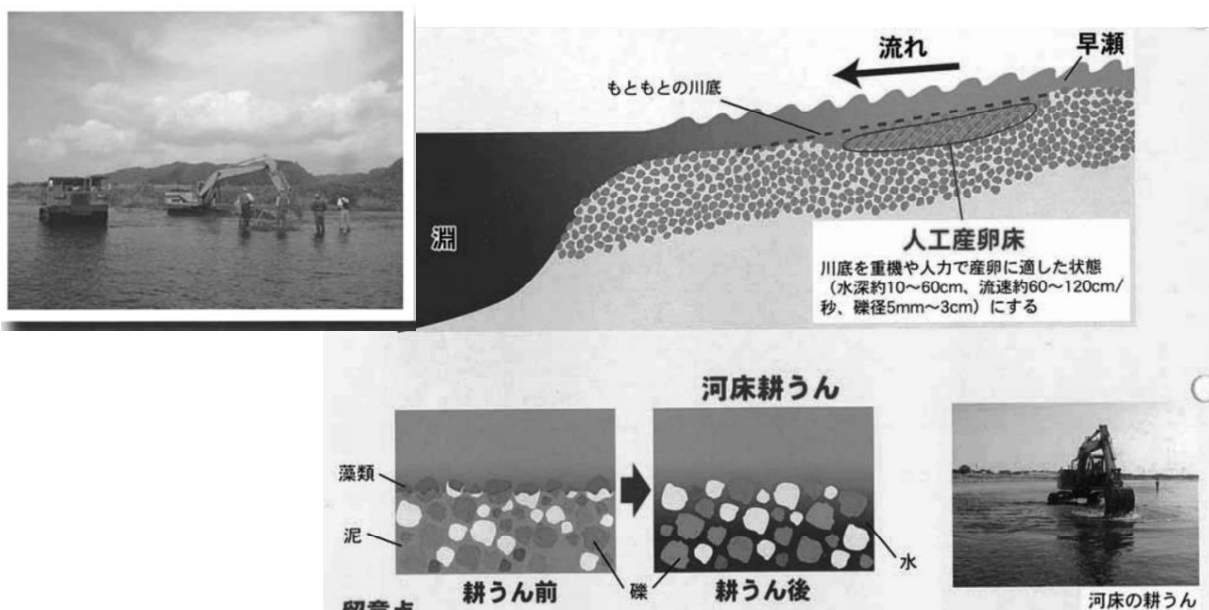 流れ
早瀬
もともとの川底
淵
人工産卵床
川底を重機や人力で産卵に適した状態
（水深約10〜60cm、流速約60〜120cm/
秒、礫径5mm〜3cm）にする
河床耕うん
藻類
泥
礫
水
耕うん前
耕うん後
河床の耕うん
留意点